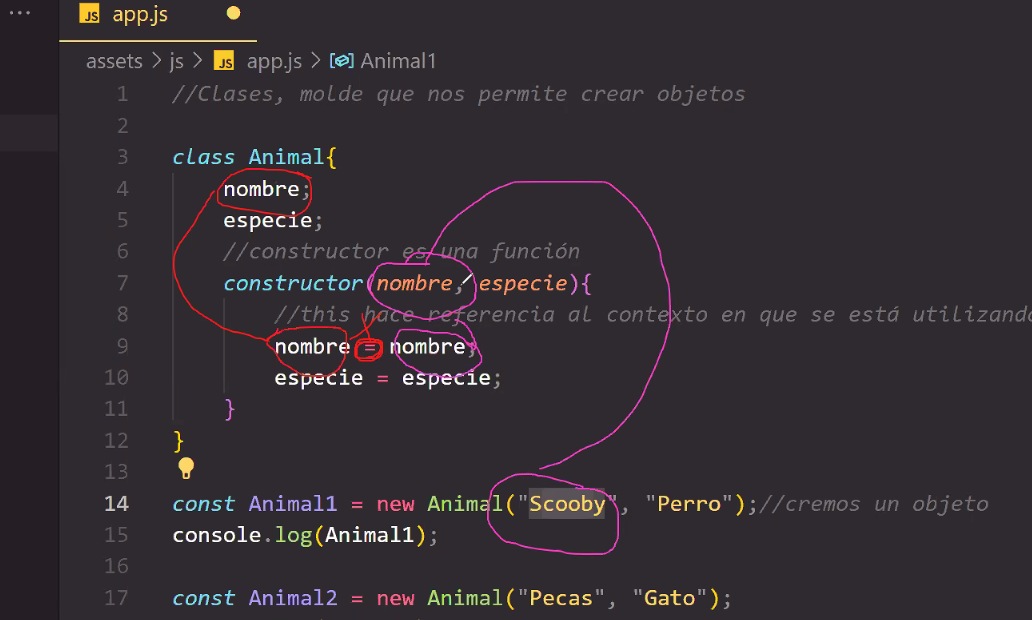 JS app.js
assets > js > JS app.js > Animal1
1 //Clases, molde que nos permite crear objetos
2
3 class Animal{
4 nombre;
5 especie;
6 //constructor es una función
7 constructor(nombre, especie){
8 //this hace referencia al contexto en que se está utilizando
9 nombre = nombre;
10 especie = especie;
11 }
12 }
13
14 const Animal1 = new Animal("Scooby", "Perro");//cremos un objeto
15 console.log(Animal1);
16
17 const Animal2 = new Animal("Pecas", "Gato");